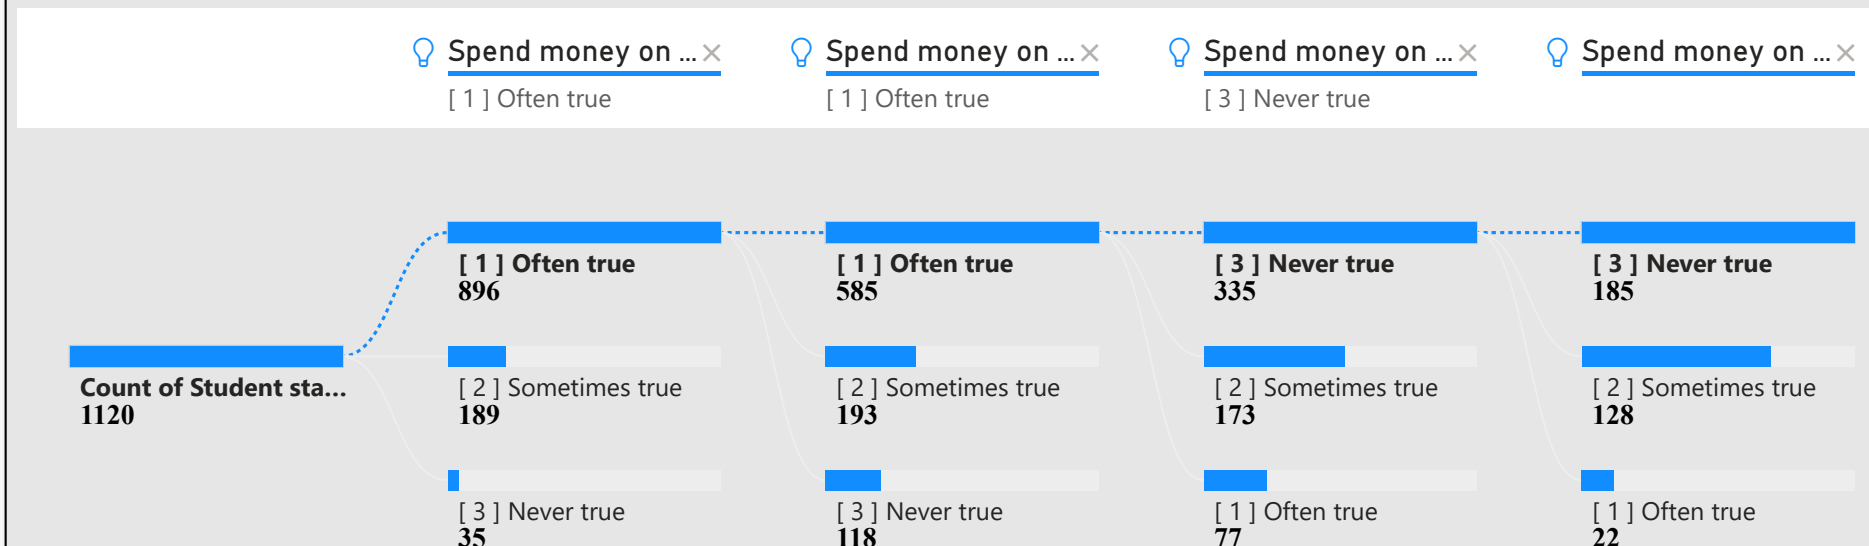 Spend money on ...
Spend money on ...
Spend money on ...
Spend money on ...
[ 1 ] Often true
[ 1 ] Often true
[ 3 ] Never true
[ 1 ] Often true
896
[ 1 ] Often true
585
[ 3 ] Never true
335
[ 3 ] Never true
185
Count of Student sta...
1120
[ 2 ] Sometimes true
189
[ 2 ] Sometimes true
193
[ 2 ] Sometimes true
173
[ 2 ] Sometimes true
128
[ 3 ] Never true
35
[ 3 ] Never true
118
[ 1 ] Often true
77
[ 1 ] Often true
22